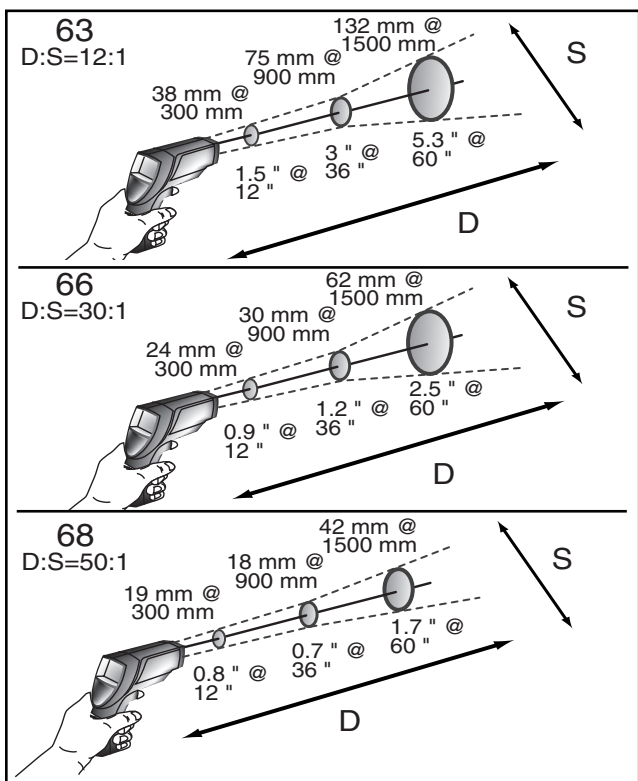 63
D:S=12:1
132 mm @
1500 mm
75 mm @
900 mm
38 mm @
300 mm
1.5 " @
12 "
3 " @
36 "
5.3 " @
60 "
S
D
66
D:S=30:1
62 mm @
1500 mm
30 mm @
900 mm
24 mm @
300 mm
0.9 " @
12 "
1.2 " @
36 "
2.5 " @
60 "
S
D
68
D:S=50:1
42 mm @
1500 mm
18 mm @
900 mm
19 mm @
300 mm
0.8 " @
12 "
0.7 " @
36 "
1.7 " @
60 "
S
D